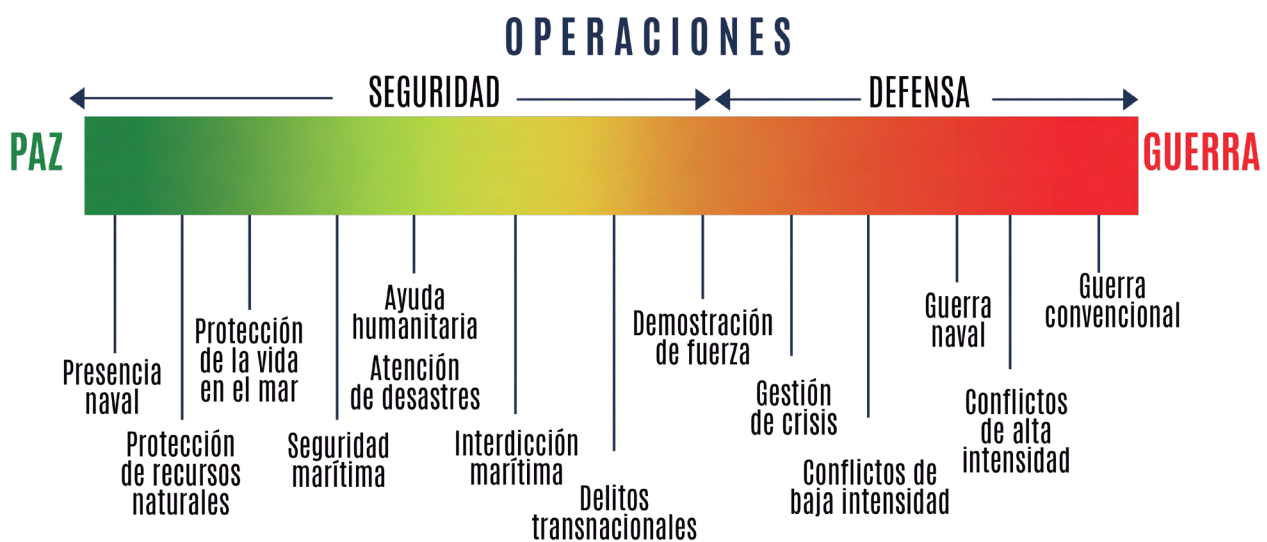 OPERACIONES
SEGURIDAD
DEFENSA
PAZ
GUERRA
Presencia
naval
Protección
de recursos
naturales
Protección
de la vida
en el mar
Seguridad
marítima
Ayuda
humanitaria
Atención
de desastres
Interdicción
marítima
Delitos
transnacionales
Demostración
de fuerza
Gestión
de crisis
Conflictos de
baja intensidad
Guerra
naval
Conflictos
de alta
intensidad
Guerra
convencional